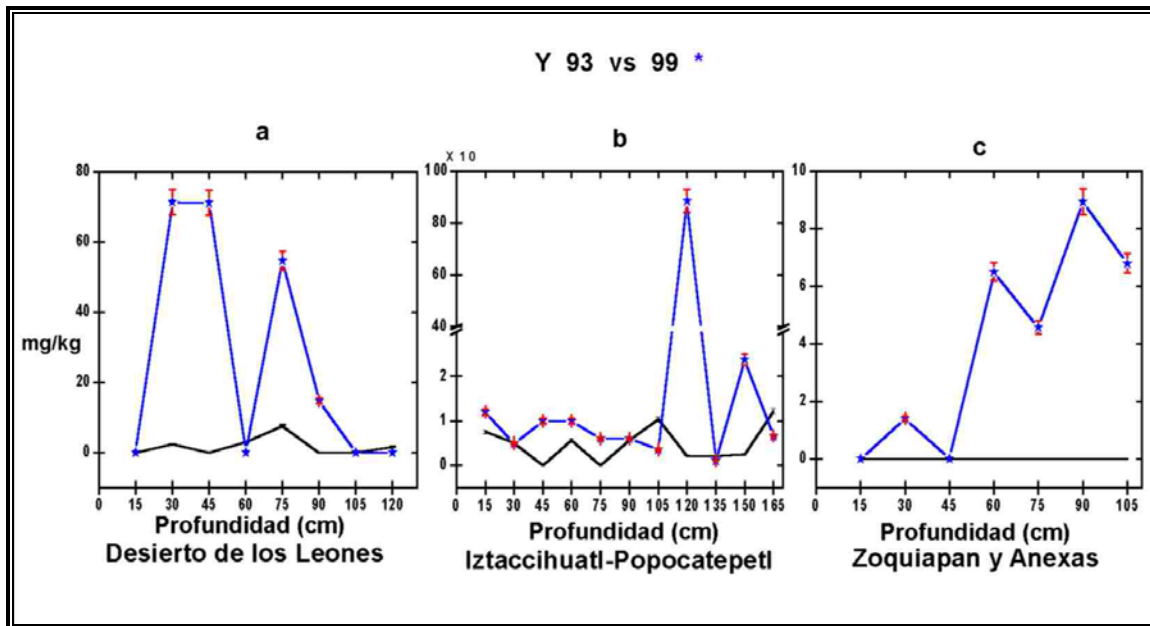 Y 93 vs 99 *
a
b
c
mg/kg
80
60
40
20
0
0 15 30 45 60 75 90 105 120
Profundidad (cm)
Desierto de los Leones
X 10
100
80
60
40
2
1
0
0 15 30 45 60 75 90 105 120 135 150 165
Profundidad (cm)
Iztaccihuatl-Popocatepetl
10
8
6
4
2
0
0 15 30 45 60 75 90 105
Profundidad (cm)
Zoquiapan y Anexas